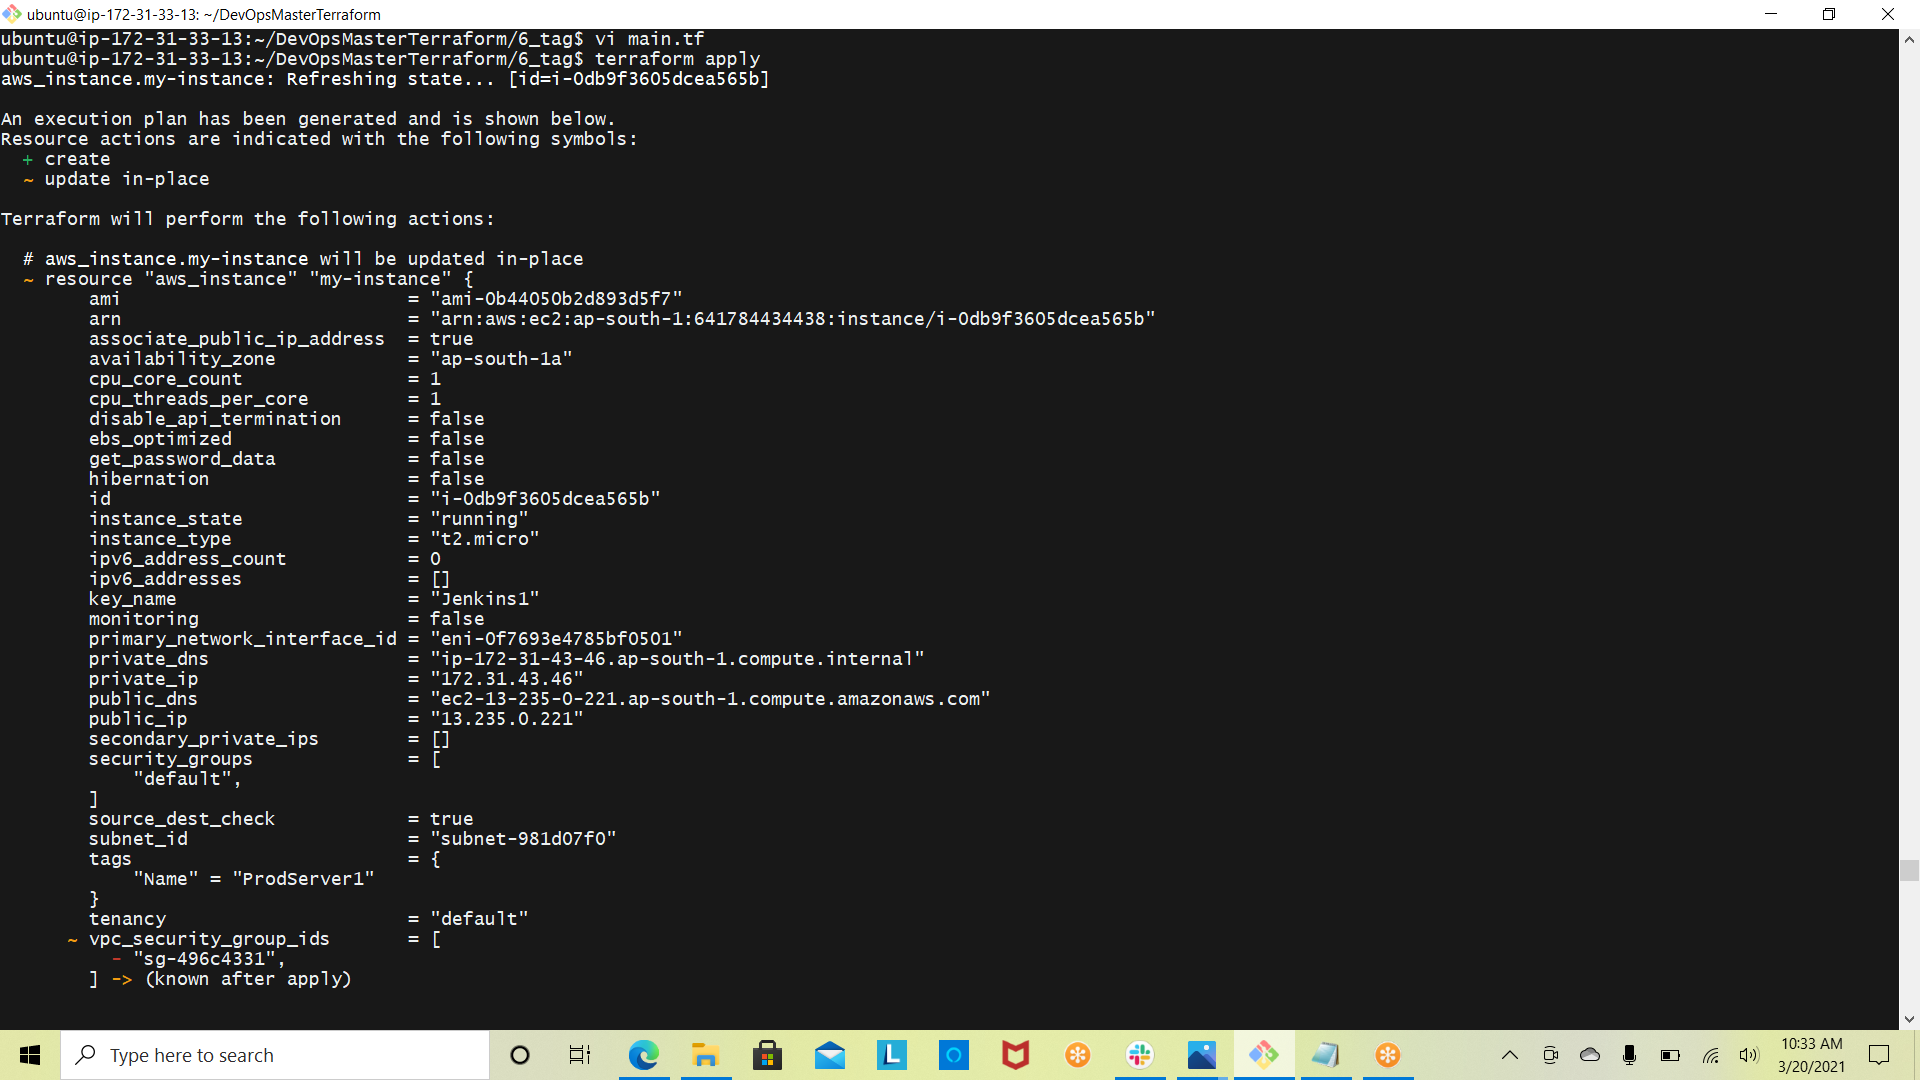 ubuntu@ip-172-31-33-13: ~/DevOpsMasterTerraform
ubuntu@ip-172-31-33-13:~/DevOpsMasterTerraform/6_tag$ vi main.tf
ubuntu@ip-172-31-33-13:~/DevOpsMasterTerraform/6_tag$ terraform apply
aws_instance.my-instance: Refreshing state... [id=i-0db9f3605dcea565b]
An execution plan has been generated and is shown below.
Resource actions are indicated with the following symbols:
+ create
~ update in-place
Terraform will perform the following actions:
# aws_instance.my-instance will be updated in-place
~ resource "aws_instance" "my-instance" {
ami = "ami-0b44050b2d893d5f7"
arn = "arn:aws:ec2:ap-south-1:641784434438:instance/i-0db9f3605dcea565b"
associate_public_ip_address = true
availability_zone = "ap-south-1a"
cpu_core_count = 1
cpu_threads_per_core = 1
disable_api_termination = false
ebs_optimized = false
get_password_data = false
hibernation = false
id = "i-0db9f3605dcea565b"
instance_state = "running"
instance_type = "t2.micro"
ipv6_address_count = 0
ipv6_addresses = []
key_name = "Jenkins1"
monitoring = false
primary_network_interface_id = "eni-0f7693e4785bf0501"
private_dns = "ip-172-31-43-46.ap-south-1.compute.internal"
private_ip = "172.31.43.46"
public_dns = "ec2-13-235-0-221.ap-south-1.compute.amazonaws.com"
public_ip = "13.235.0.221"
secondary_private_ips = []
security_groups = [
"default",
]
source_dest_check = true
subnet_id = "subnet-981d07f0"
tags = {
"Name" = "ProdServer1"
}
tenancy = "default"
~ vpc_security_group_ids = [
- "sg-496c4331",
] -> (known after apply)
Type here to search
L
10:33 AM
3/20/2021